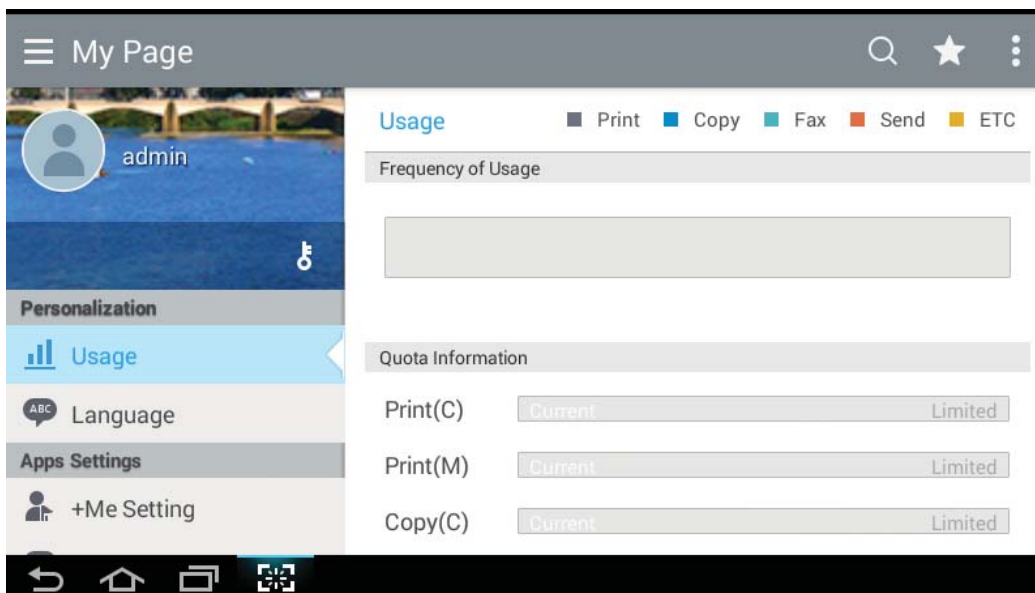 My Page
admin
Personalization
Usage
ABC
Language
Apps Settings
+Me Setting
Usage
Print Copy Fax Send ETC
Frequency of Usage
Quota Information
Print(C) Current Limited
Print(M) Current Limited
Copy(C) Current Limited